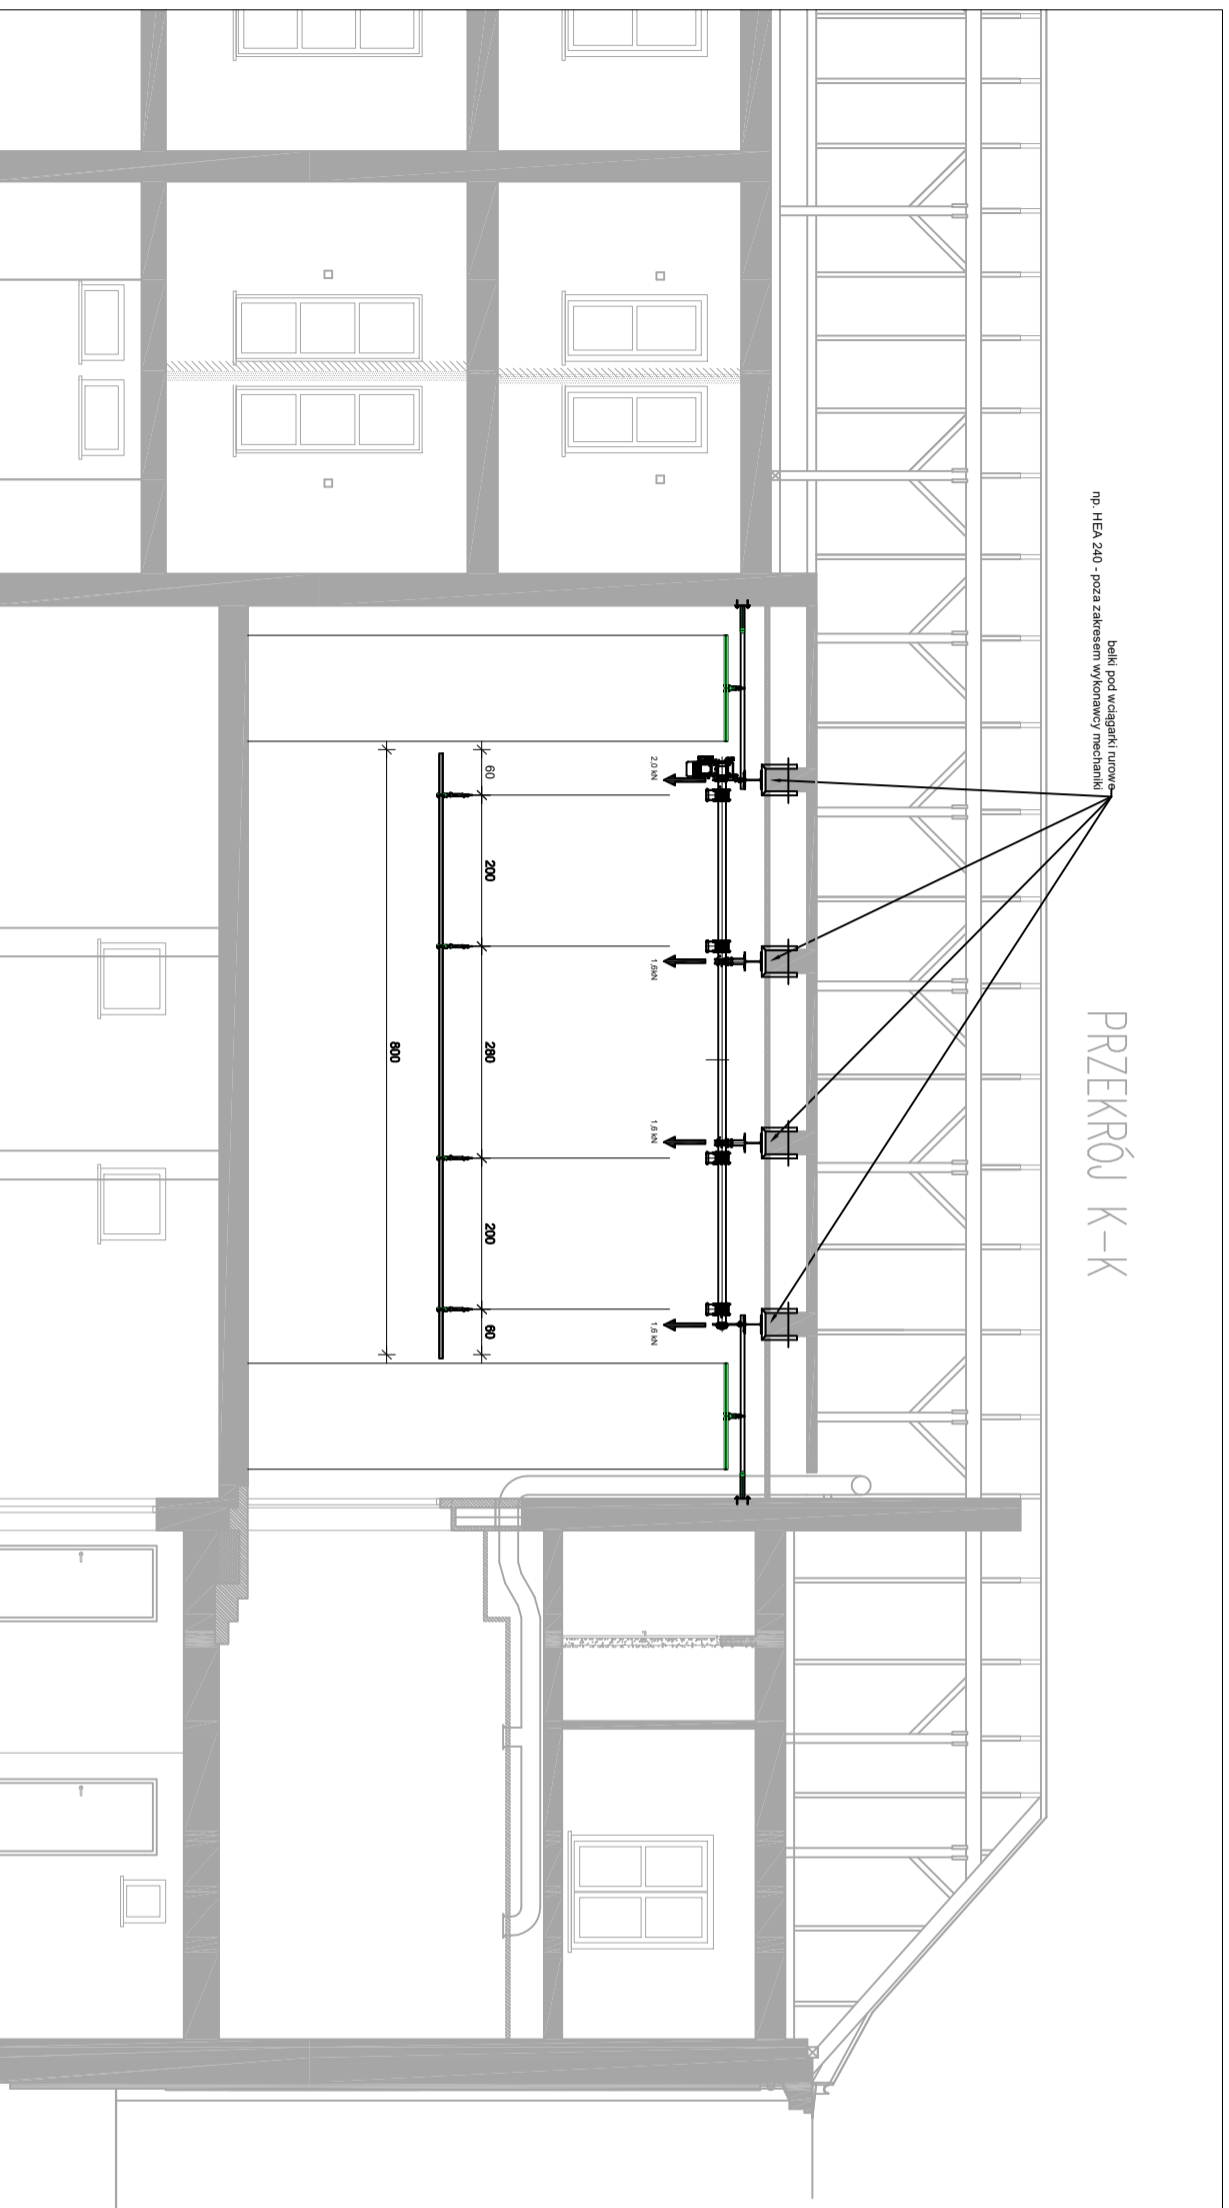 PRZEKRÓJ K-K
belki pod wciągarki rurowe
np. HEA 240 - poza zakresem wykonawcy mechaniki
2,0 kN
1,6kN
1,6 kN
1,6 kN
60
200
280
200
60
800